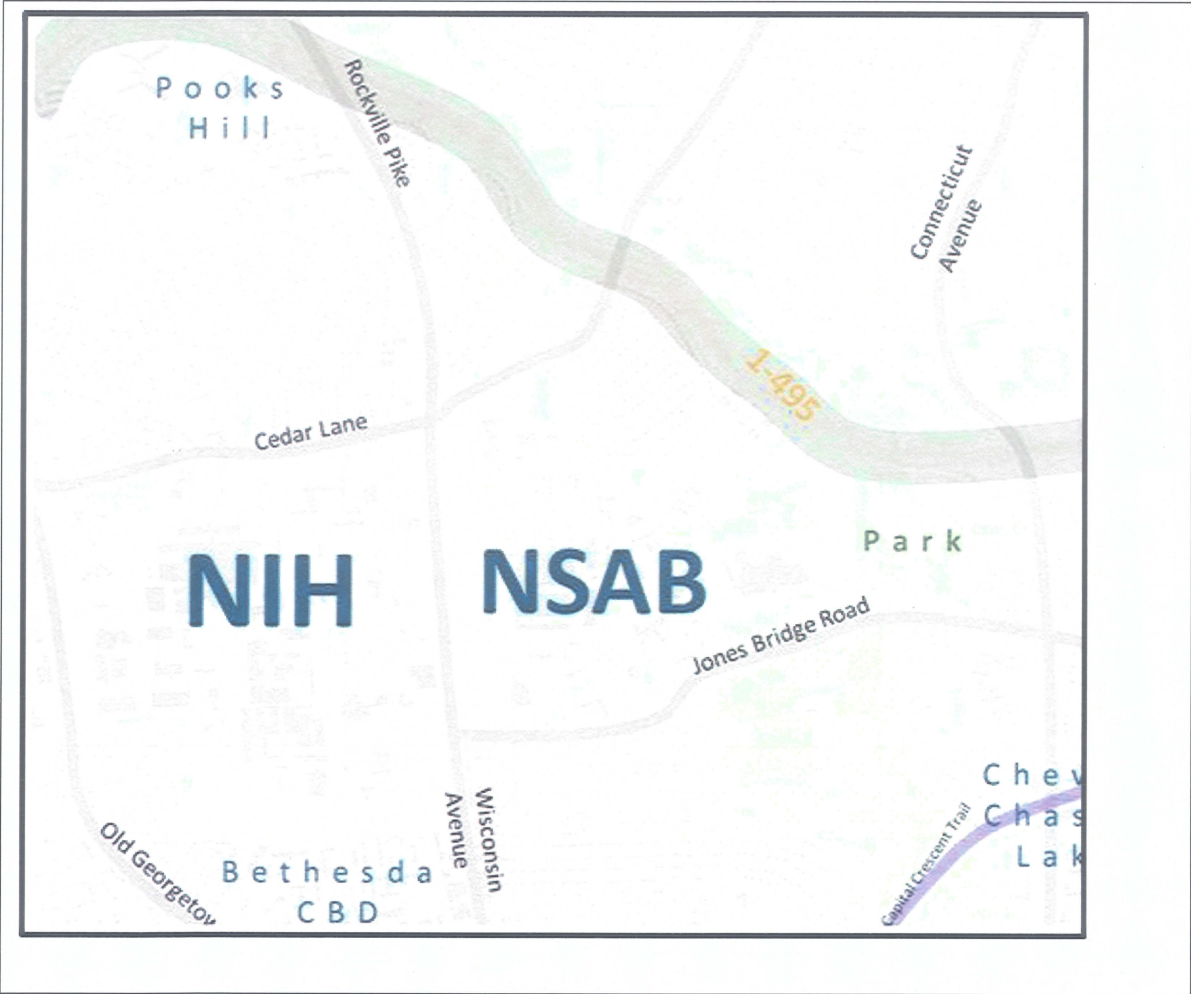 Pooks
Hill
Rockville Pike
Connecticut
Avenue
1-495
Cedar Lane
Park
NIH
NSAB
Jones Bridge Road
Chev
Chas
Lak
Capital Crescent Trail
Wisconsin
Avenue
Old Georgetov
Bethesda
CBD